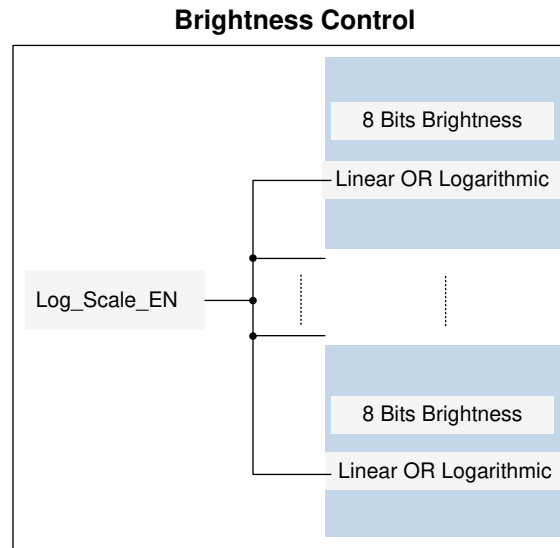 Brightness Control
8 Bits Brightness
Linear OR Logarithmic
Log_Scale_EN
8 Bits Brightness
Linear OR Logarithmic